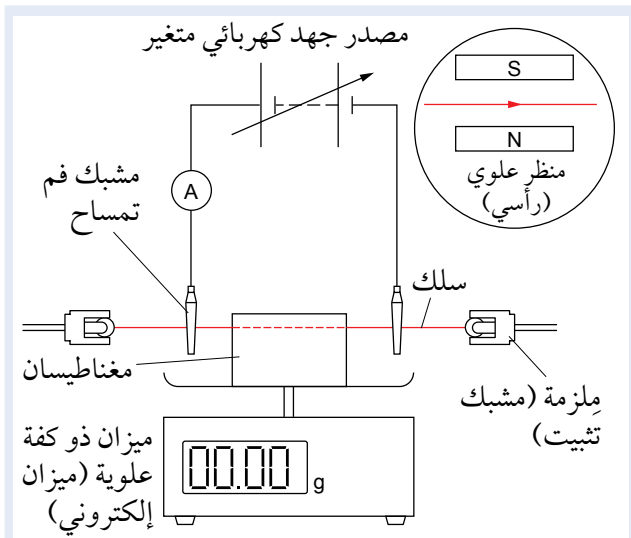 مصدر جهد كهربائي متغير
S
N
منظر علوي
(رأسي)
A
مشبك فم
تمساح
سلك
مغناطيسان
مِلزمة (مشبك
تثبيت)
ميزان ذو كفة
علوية (ميزان
إلكتروني)
00.00 g